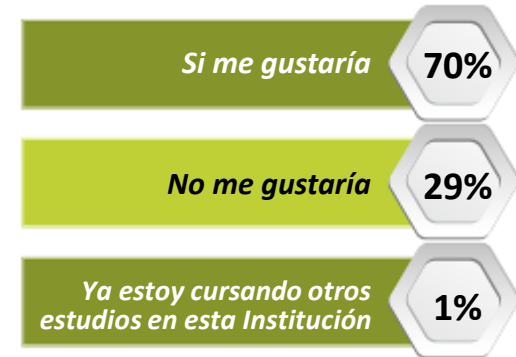 Si me gustaría 70%
No me gustaría 29%
Ya estoy cursando otros
estudios en esta Institución 1%